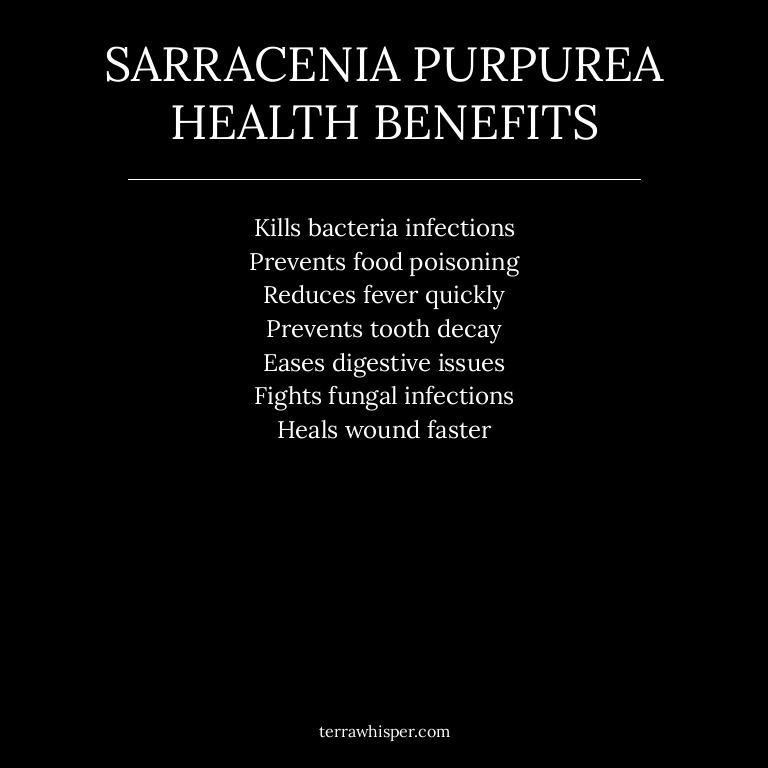 SARRACENIA PURPUREA
HEALTH BENEFITS
Kills bacteria infections
Prevents food poisoning
Reduces fever quickly
Prevents tooth decay
Eases digestive issues
Fights fungal infections
Heals wound faster
terrawhisper.com